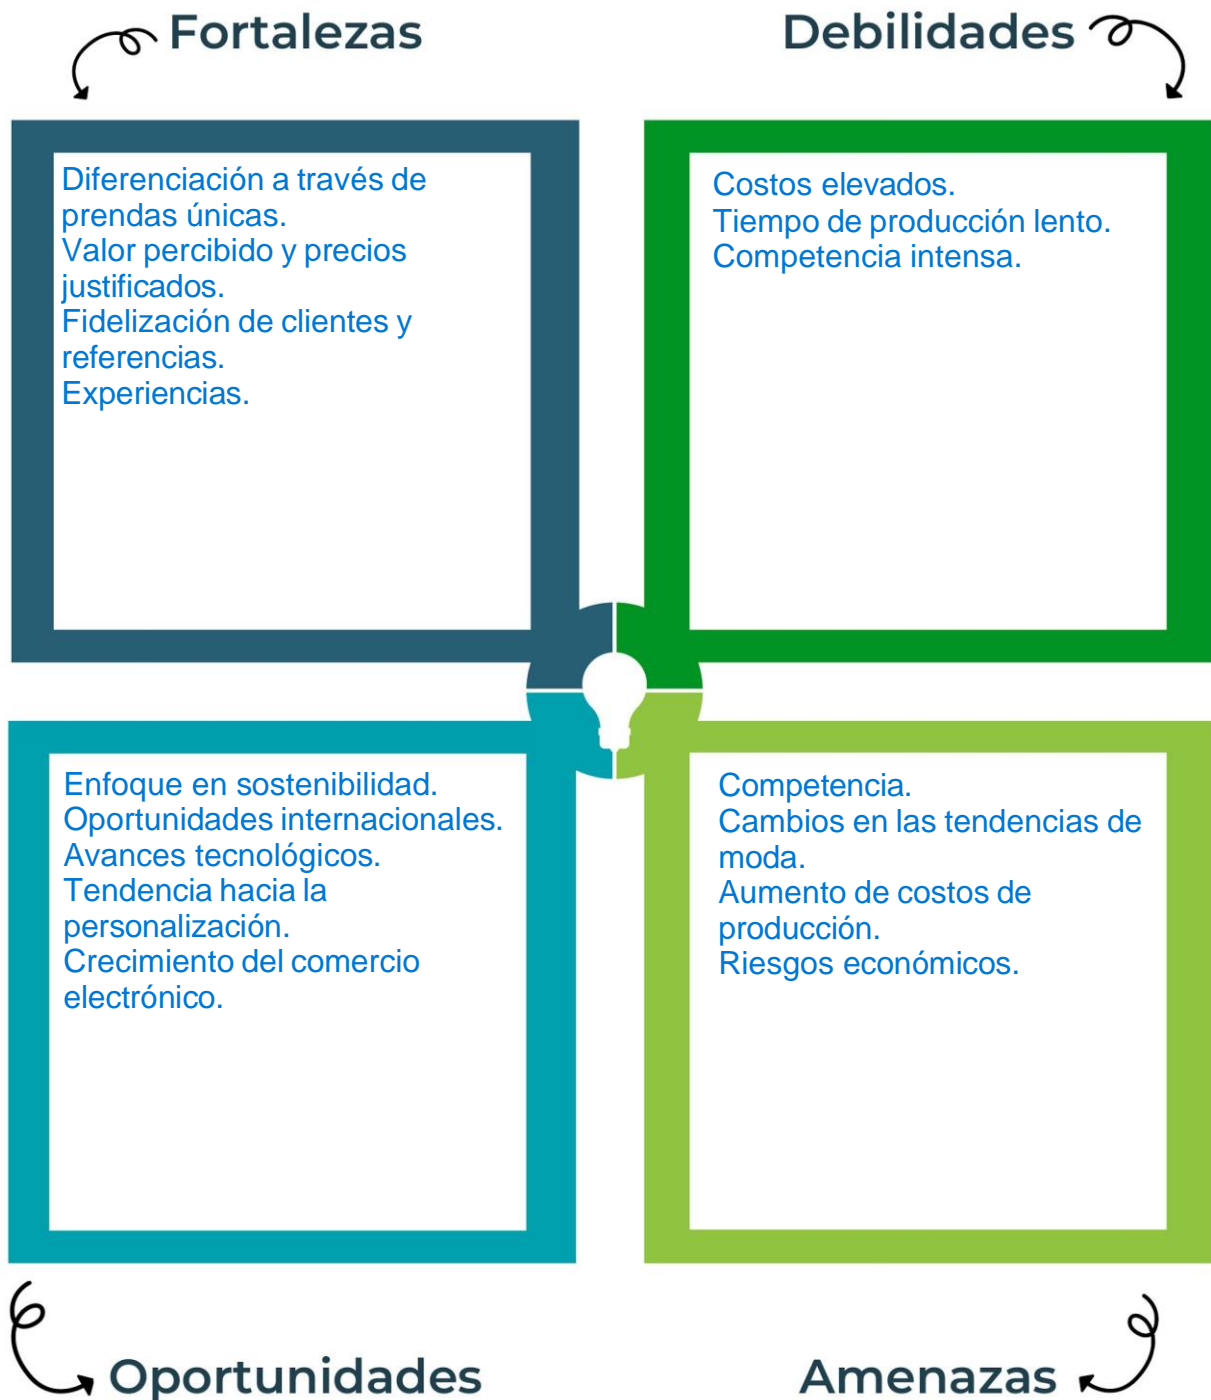 Fortalezas
Debilidades
Diferenciación a través de
prendas únicas.
Valor percibido y precios
justificados.
Fidelización de clientes y
referencias.
Experiencias.
Costos elevados.
Tiempo de producción lento.
Competencia intensa.
Enfoque en sostenibilidad.
Oportunidades internacionales.
Avances tecnológicos.
Tendencia hacia la
personalización.
Crecimiento del comercio
electrónico.
Competencia.
Cambios en las tendencias de
moda.
Aumento de costos de
producción.
Riesgos económicos.
Oportunidades
Amenazas